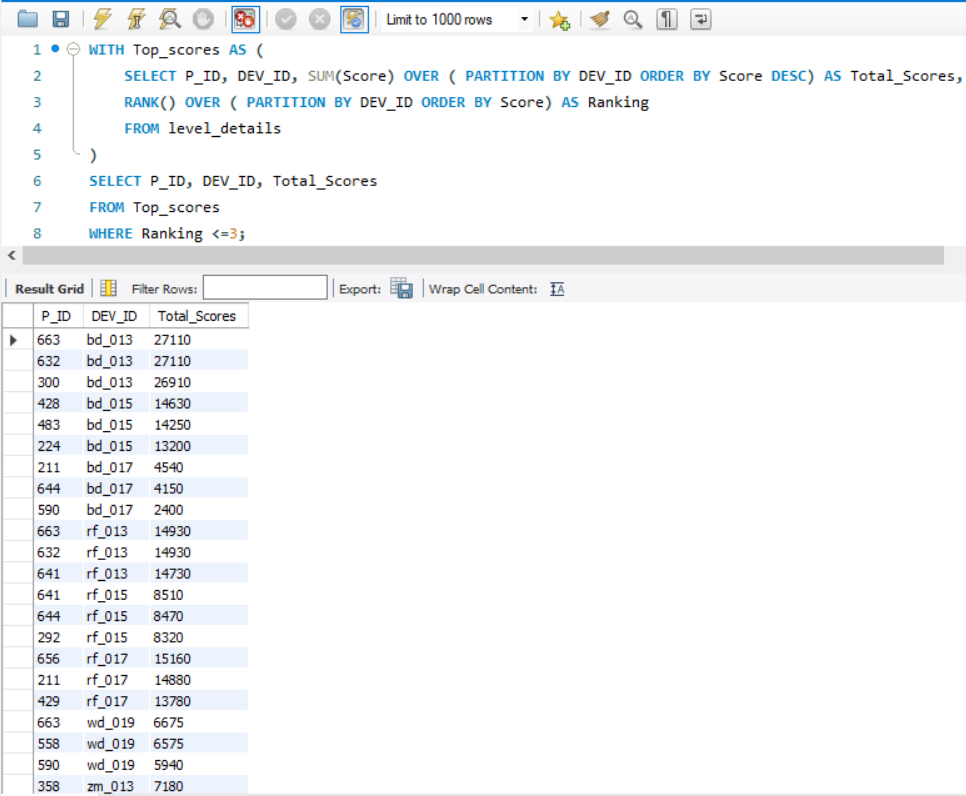 Limit to 1000 rows
1 WITH Top_scores AS (
2 SELECT P_ID, DEV_ID, SUM(Score) OVER ( PARTITION BY DEV_ID ORDER BY Score DESC) AS Total_Scores,
3 RANK() OVER ( PARTITION BY DEV_ID ORDER BY Score) AS Ranking
4 FROM level_details
5 )
6 SELECT P_ID, DEV_ID, Total_Scores
7 FROM Top_scores
8 WHERE Ranking <=3;
Result Grid Filter Rows: Export: Wrap Cell Content:
P_ID DEV_ID Total_Scores
663 bd_013 27110
632 bd_013 27110
300 bd_013 26910
428 bd_015 14630
483 bd_015 14250
224 bd_015 13200
211 bd_017 4540
644 bd_017 4150
590 bd_017 2400
663 rf_013 14930
632 rf_013 14930
641 rf_013 14730
641 rf_015 8510
644 rf_015 8470
292 rf_015 8320
656 rf_017 15160
211 rf_017 14880
429 rf_017 13780
663 wd_019 6675
558 wd_019 6575
590 wd_019 5940
358 zm_013 7180